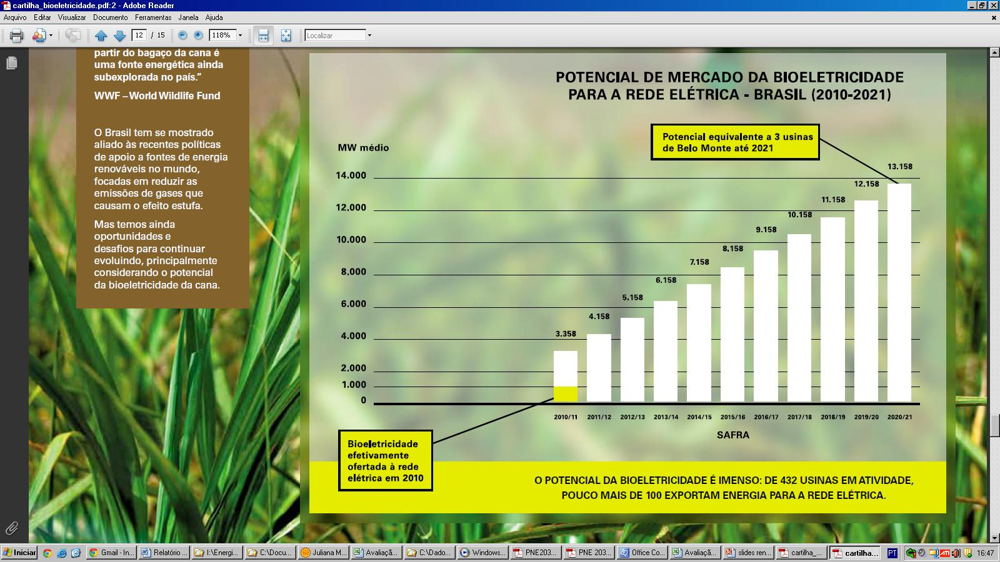 cartilha_bioeletricidade.pdf:2 - Adobe Reader
Arquivo Editar Visualizar Documento Ferramentas Janela Ajuda
12 / 15 118% Localizar
partir do bagaço da cana é
uma fonte energética ainda
subexplorada no país.”
WWF – World Wildlife Fund
O Brasil tem se mostrado
aliado às recentes políticas
de apoio a fontes de energia
renováveis no mundo,
focadas em reduzir as
emissões de gases que
causam o efeito estufa.
Mas temos ainda
oportunidades e
desafios para continuar
evoluindo, principalmente
considerando o potencial
da bioeletricidade da cana.
POTENCIAL DE MERCADO DA BIOELETRICIDADE
PARA A REDE ELÉTRICA - BRASIL (2010-2021)
Potencial equivalente a 3 usinas
de Belo Monte até 2021
MW médio
14.000
12.000
10.000
8.000
6.000
4.000
2.000
1.000
0
3.358
4.158
5.158
6.158
7.158
8.158
9.158
10.158
11.158
12.158
13.158
2010/11 2011/12 2012/13 2013/14 2014/15 2015/16 2016/17 2017/18 2018/19 2019/20 2020/21
SAFRA
Bioeletricidade
efetivamente
ofertada à rede
elétrica em 2010
O POTENCIAL DA BIOELETRICIDADE É IMENSO: DE 432 USINAS EM ATIVIDADE,
POUCO MAIS DE 100 EXPORTAM ENERGIA PARA A REDE ELÉTRICA.
Iniciar Gmail - In... Relatório ... I:\Energi... C:\Docu... Juliana M... Avaliaçã... C:\Dado... Windows... PNE203... PNE 203... Office Co... Avaliaçã... slides ren... cartilha_... cartilha... PT 16:47